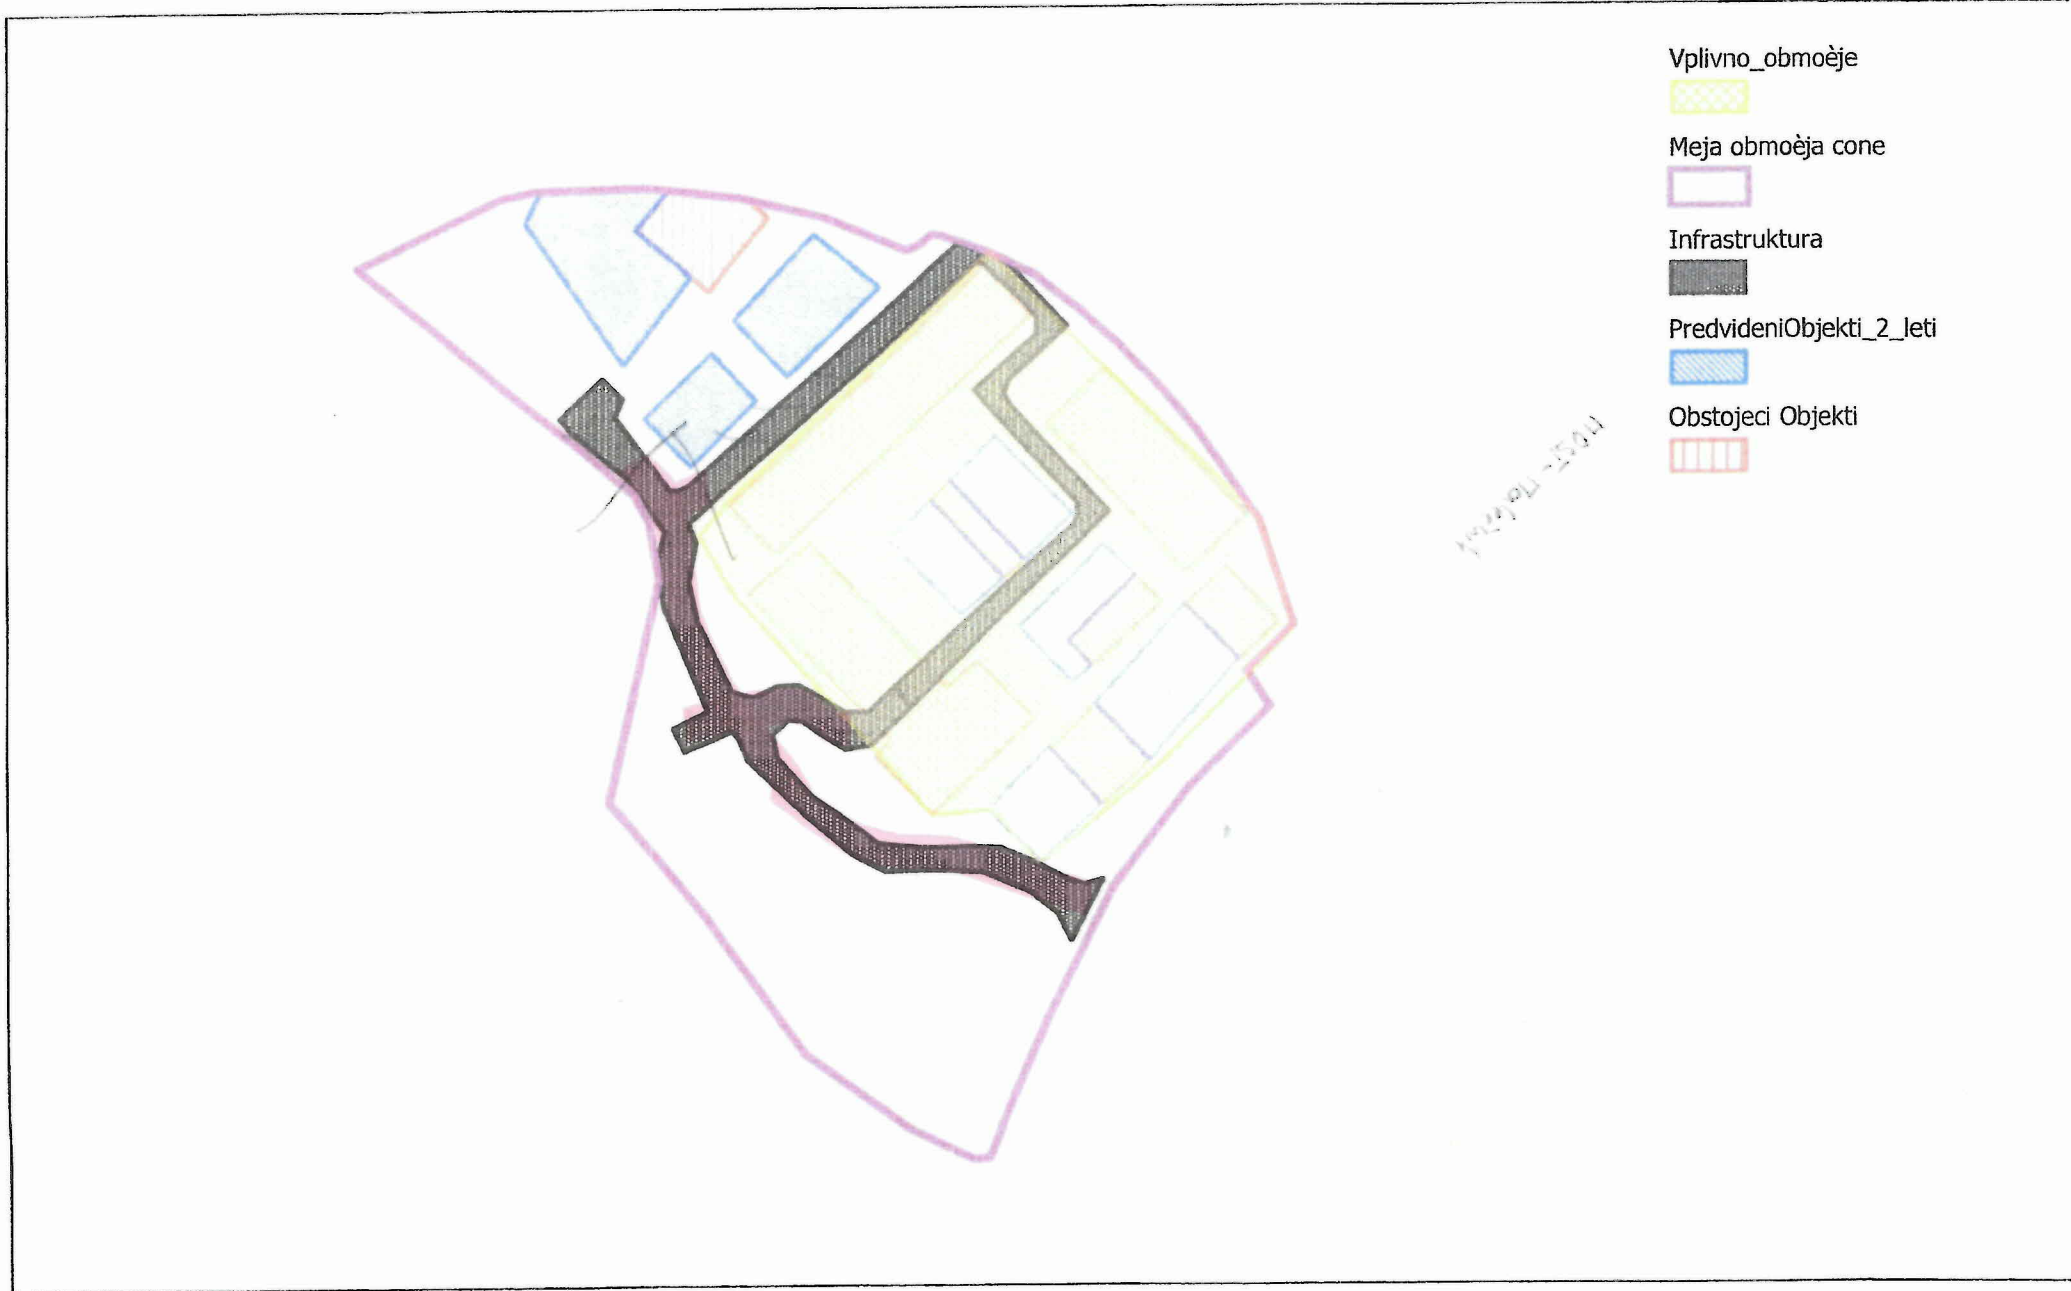 Vplivno_obmoèje
Meja obmoèja cone
Infrastruktura
PredvideniObjekti_2_leti
Obstojeci Objekti